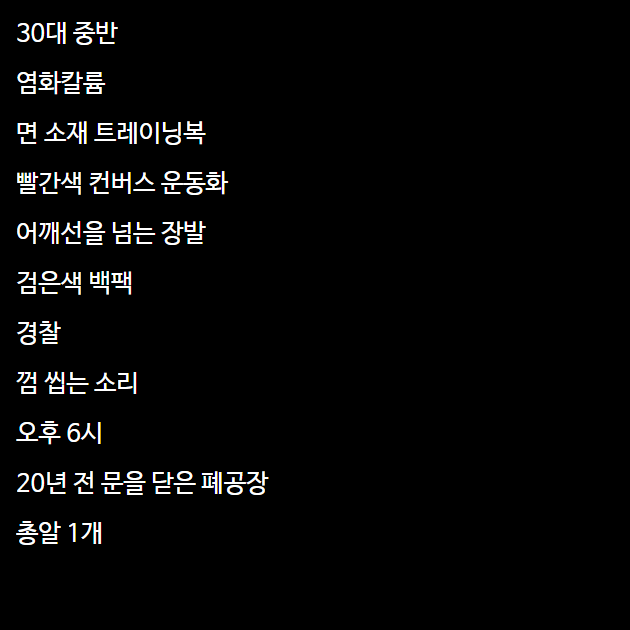 30대 중반
염화칼륨
면 소재 트레이닝복
빨간색 컨버스 운동화
어깨선을 넘는 장발
검은색 백팩
경찰
껌 씹는 소리
오후 6시
20년 전 문을 닫은 폐공장
총알 1개